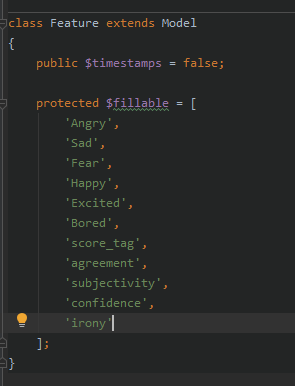 class Feature extends Model
{
    public $timestamps = false;
    protected $fillable = [
        'Angry',
        'Sad',
        'Fear',
        'Happy',
        'Excited',
        'Bored',
        'score_tag',
        'agreement',
        'subjectivity',
        'confidence',
        'irony'
    ];
}